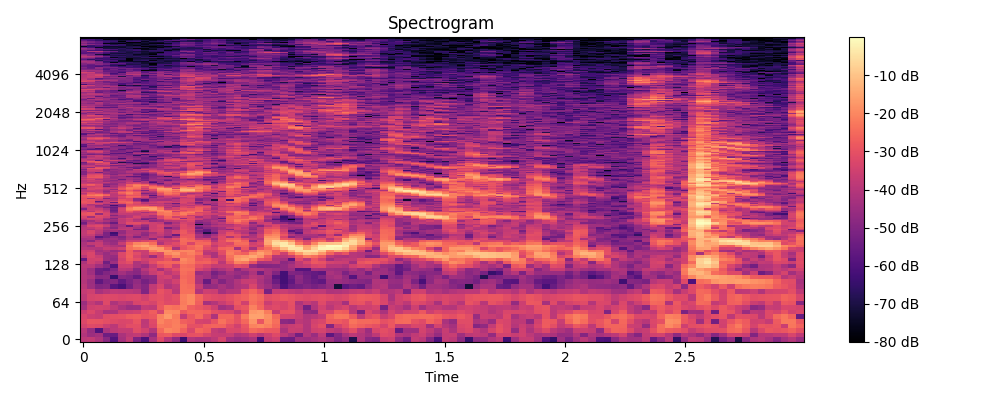 Spectrogram
4096
2048
1024
512
256
128
64
0
Hz
0
0.5
1
1.5
2
2.5
Time
-10 dB
-20 dB
-30 dB
-40 dB
-50 dB
-60 dB
-70 dB
-80 dB